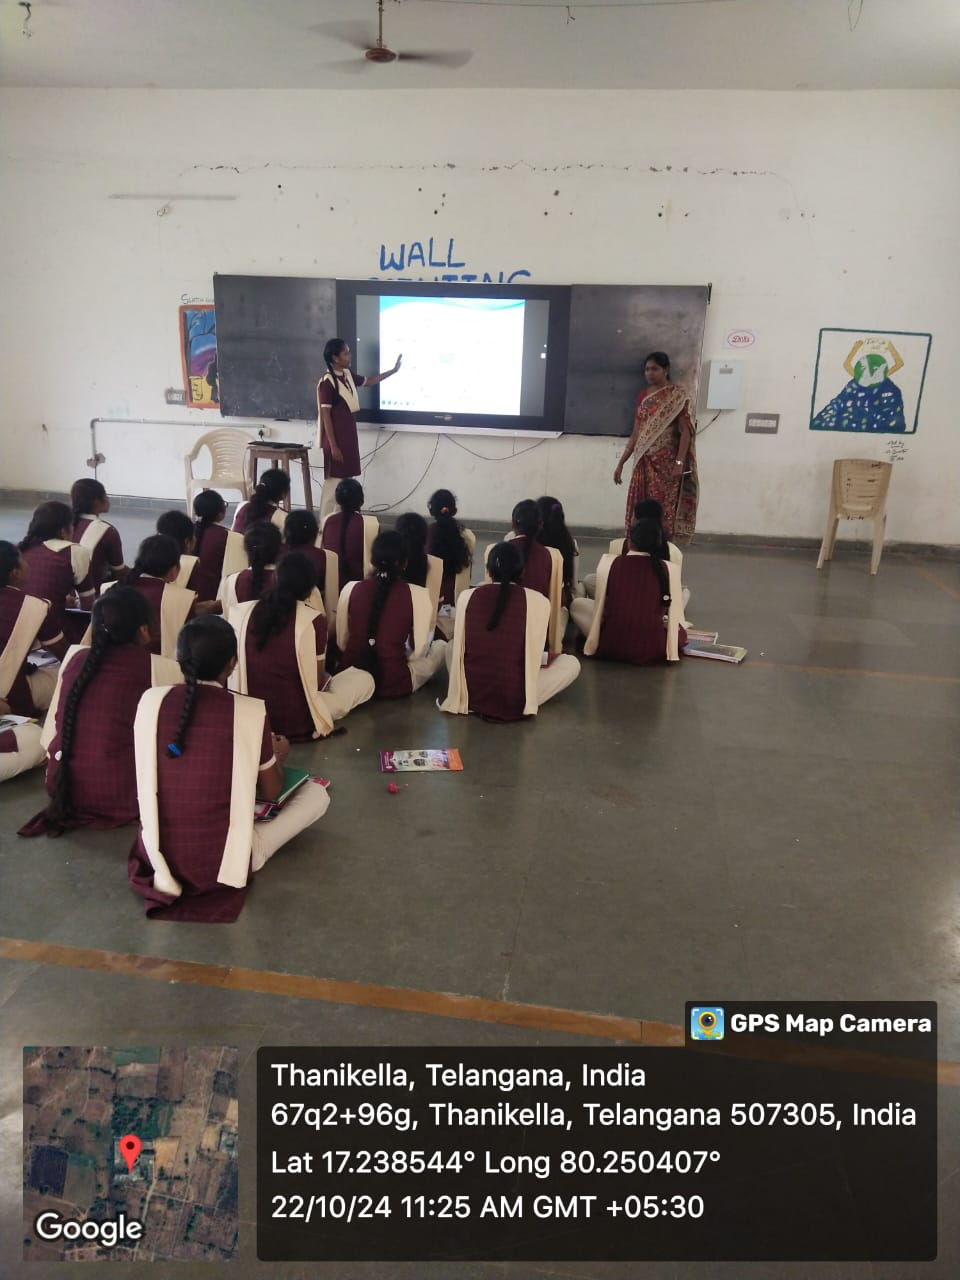 WALL
GPS Map Camera
Thanikella, Telangana, India
67q2+96g, Thanikella, Telangana 507305, India
Lat 17.238544° Long 80.250407°
22/10/24 11:25 AM GMT +05:30
Google